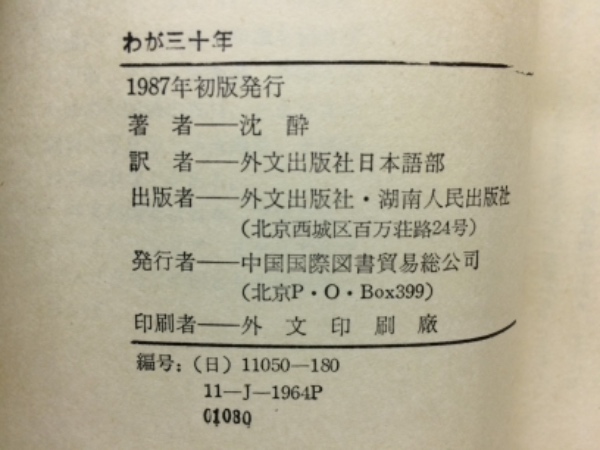 わが三十年
1987年初版発行
著　者——沈　酔
訳　者——外文出版社日本語部
出版者——外文出版社・湖南人民出版社
（北京西城区百万荘路24号）
発行者——中国国際図書貿易総公司
（北京P・O・Box399）
印刷者——外　文　印　刷　廠
編号：（日）11050—180
11—J—1964P
01080